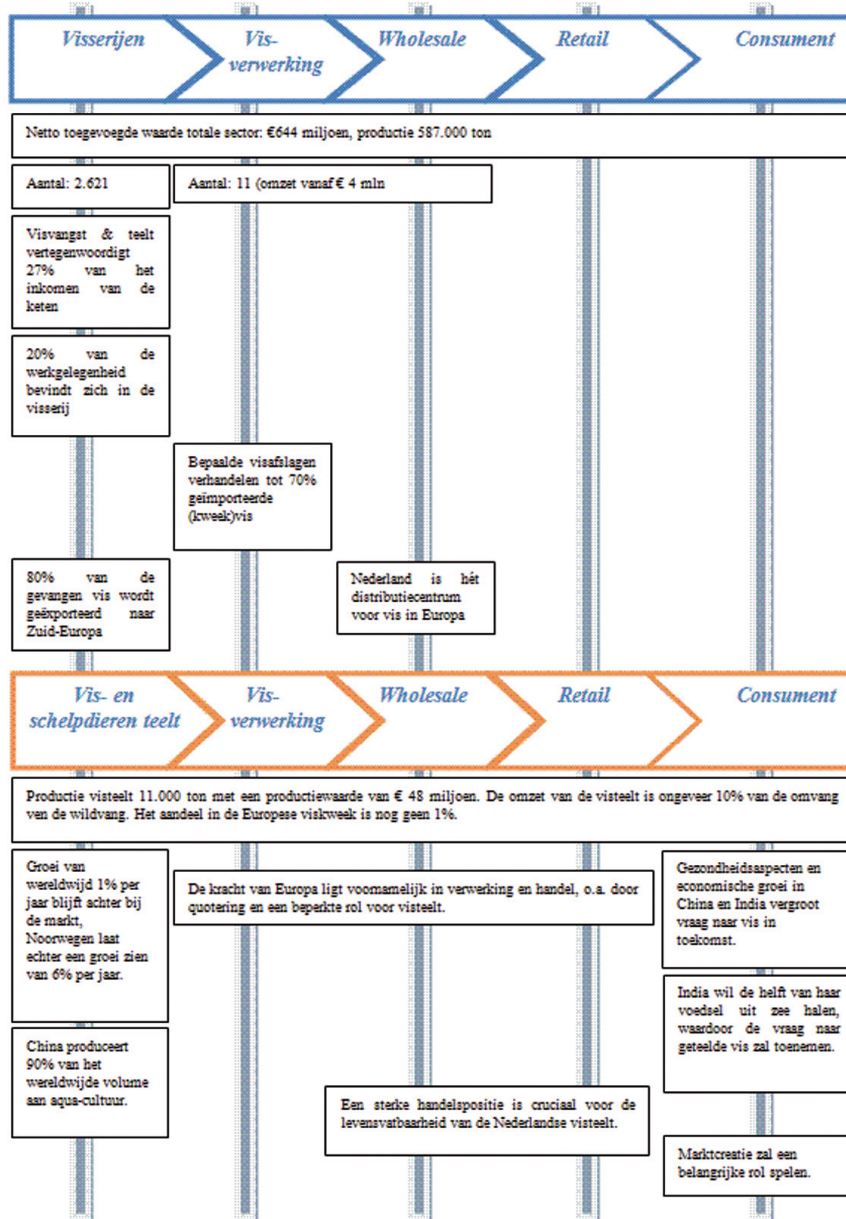 Visserijen
Vis-
verwerking
Wholesale
Retail
Consument
Netto toegevoegde waarde totale sector: €644 miljoen, productie 587.000 ton
Aantal: 2.621
Aantal: 11 (omzet vanaf € 4 mln
Visvangst & teelt
vertegenwoordigt
27% van het
inkomen van de
keten
20% van de
werkgelegenheid
bevindt zich in de
visserij
Bepaalde visafslagen
verhandelen tot 70%
geïmporteerde
(kweek)vis
80% van de
gevangen vis wordt
geëxporteerd naar
Zuid-Europa
Nederland is hét
distributiecentrum
voor vis in Europa
Vis- en
schelpdieren teelt
Vis-
verwerking
Wholesale
Retail
Consument
Productie visteelt 11.000 ton met een productiewaarde van € 48 miljoen. De omzet van de visteelt is ongeveer 10% van de omvang
ven de wildvang. Het aandeel in de Europese viskweek is nog geen 1%.
Groei van
wereldwijd 1% per
jaar blijft achter bij
de markt,
Noorwegen laat
echter een groei zien
van 6% per jaar.
De kracht van Europa ligt voornamelijk in verwerking en handel, o.a. door
quotering en een beperkte rol voor visteelt.
Gezondheidsaspecten en
economische groei in
China en India vergroot
vraag naar vis in
toekomst.
India wil de helft van haar
voedsel uit zee halen,
waardoor de vraag naar
geteelde vis zal toenemen.
China produceert
90% van het
wereldwijde volume
aan aqua-cultuur.
Een sterke handelspositie is cruciaal voor de
levensvatbaarheid van de Nederlandse visteelt.
Marktcreatie zal een
belangrijke rol spelen.